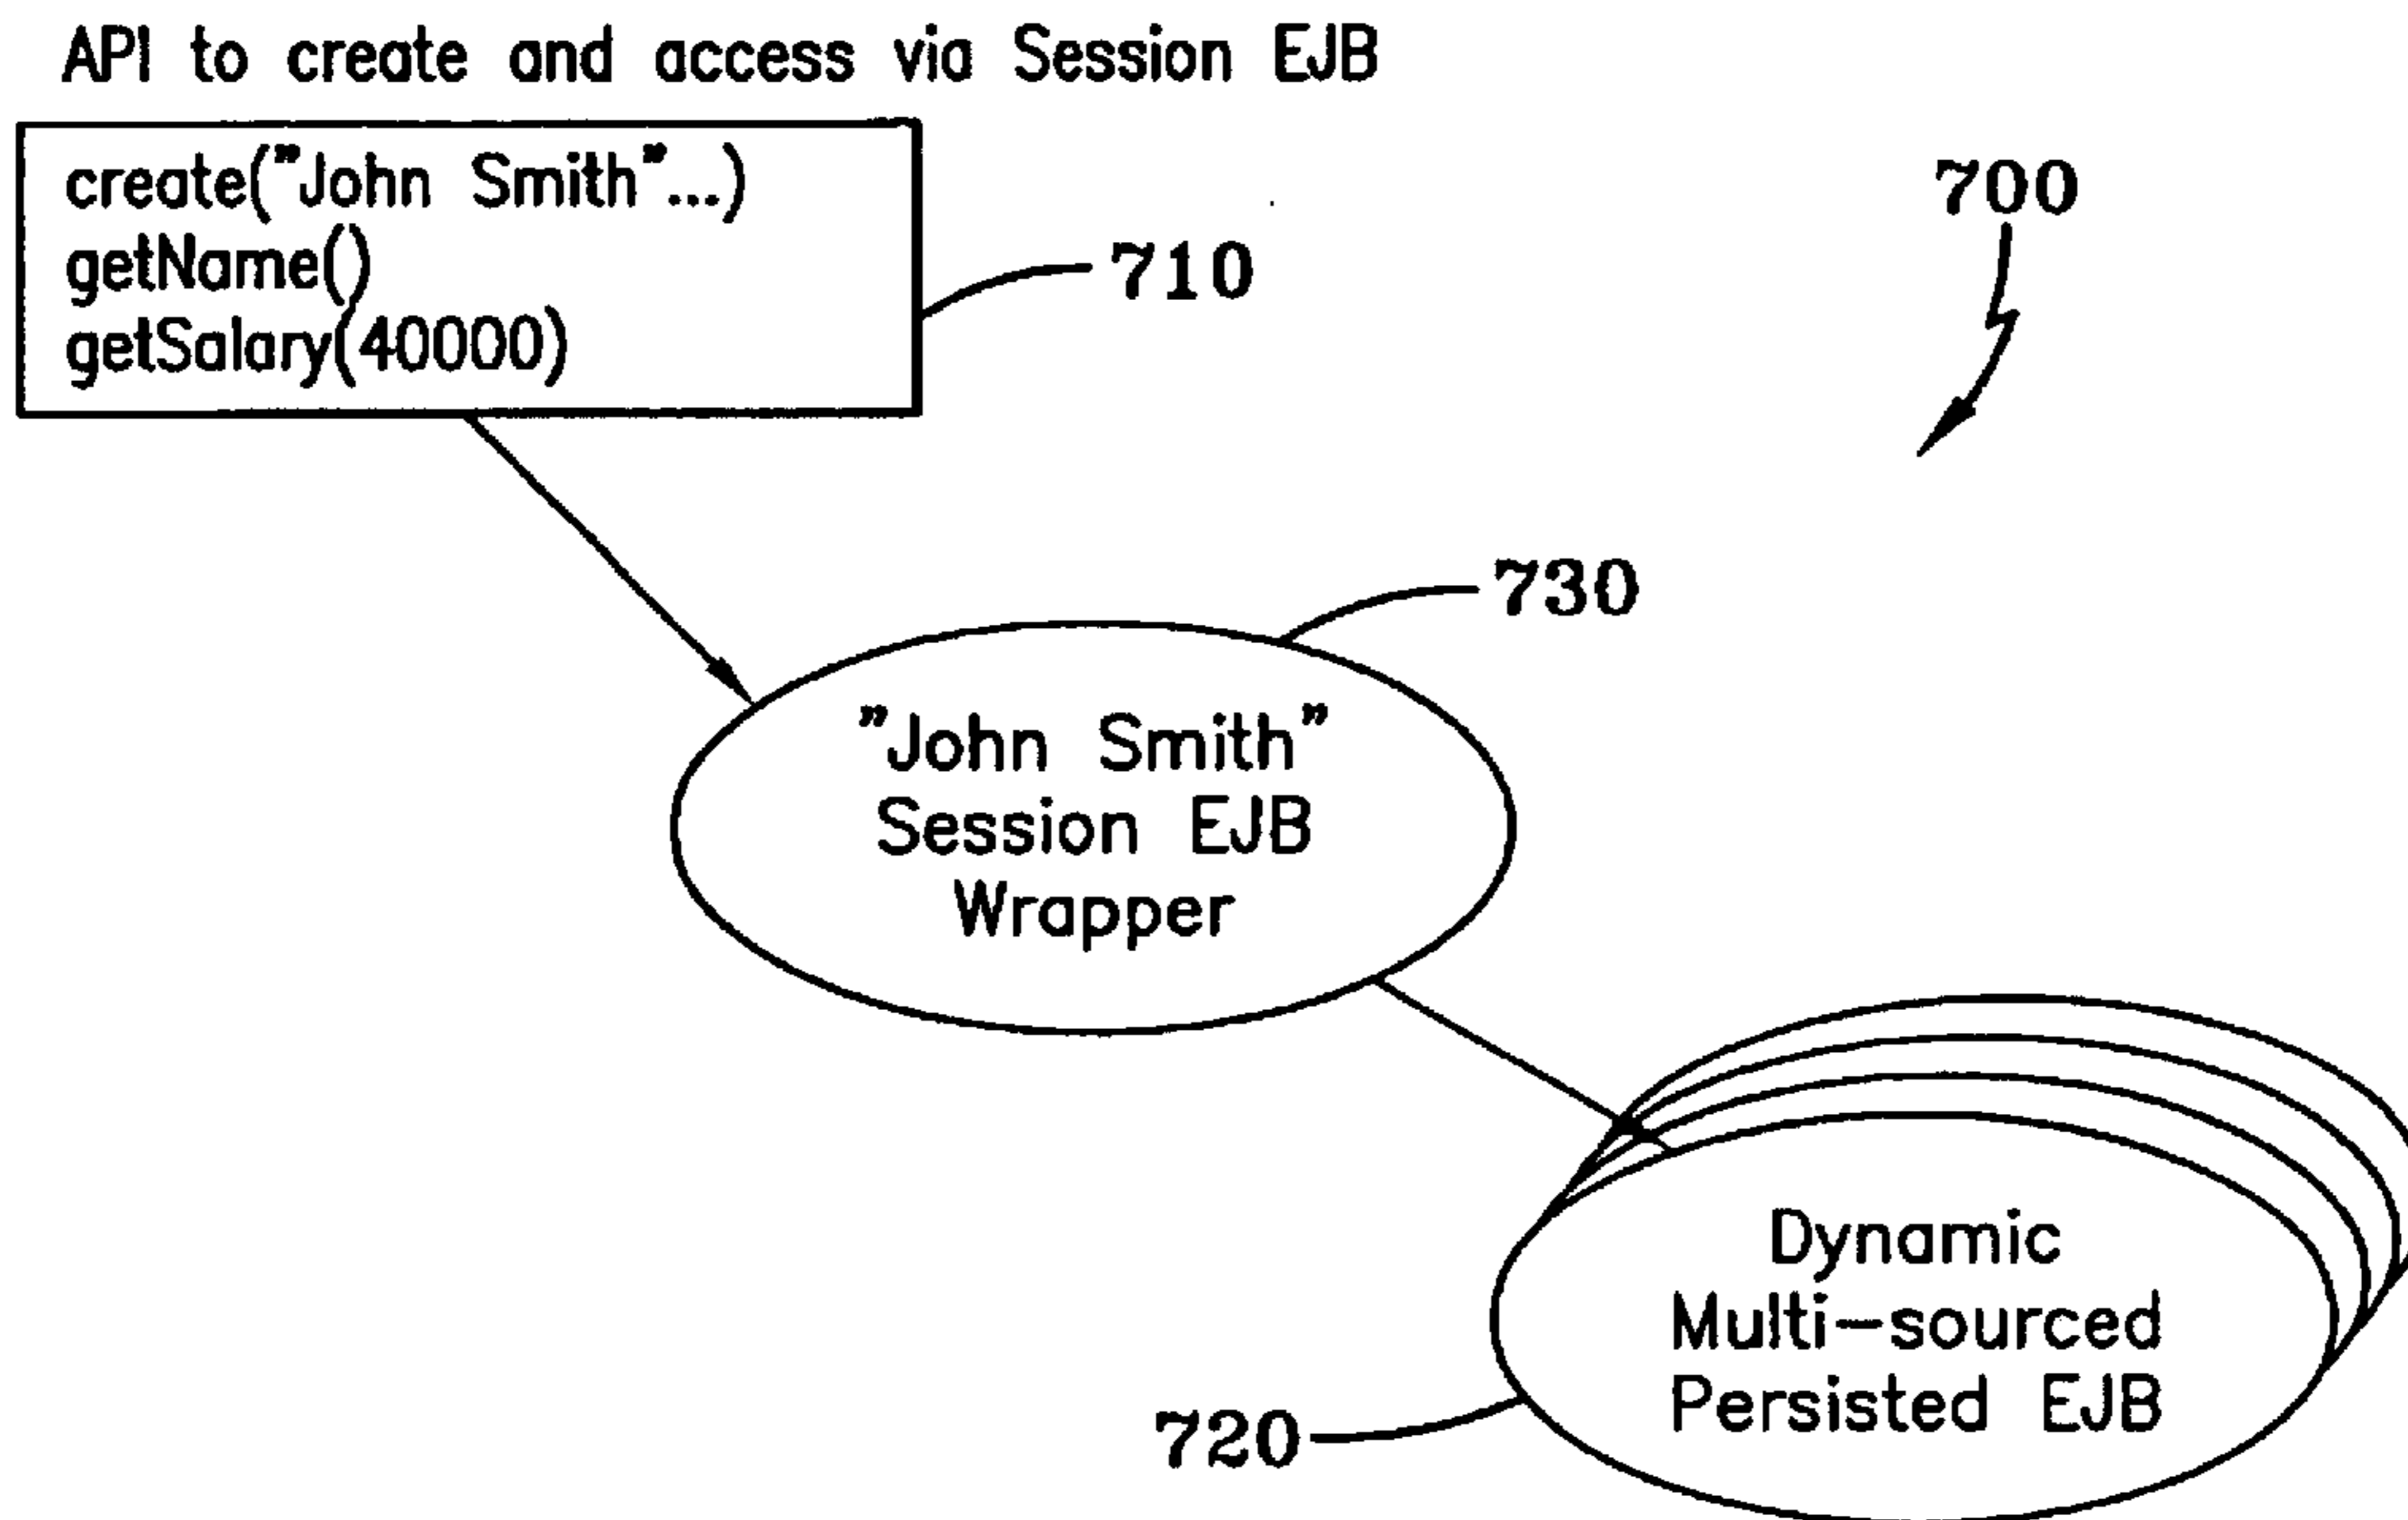 API to create and access via Session EJB
create("John Smith"...)
getName()
getSalary(40000)
710
700
730
"John Smith"
Session EJB
Wrapper
Dynamic
Multi-sourced
Persisted EJB
720